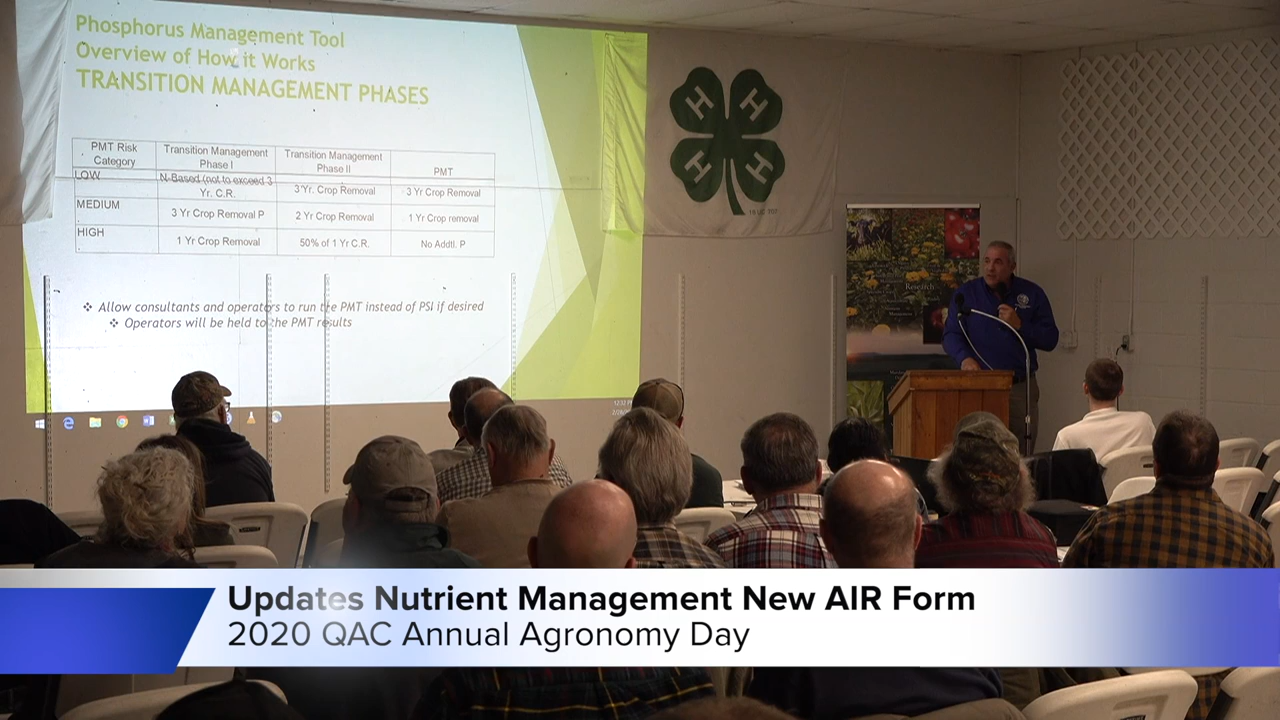 Phosphorus Management Tool
Overview of How it Works
TRANSITION MANAGEMENT PHASES
PMT Risk Category
Transition Management Phase I
Transition Management Phase II
PMT
LOW
N-Based (not to exceed 3 Yr. C.R.
3 Yr. Crop Removal
3 Yr Crop Removal
MEDIUM
3 Yr Crop Removal P
2 Yr Crop Removal
1 Yr Crop removal
HIGH
1 Yr Crop Removal
50% of 1 Yr C.R.
No Addtl. P
❖ Allow consultants and operators to run the PMT instead of PSI if desired
❖ Operators will be held to the PMT results
H H
H H
Research
Updates Nutrient Management New AIR Form
2020 QAC Annual Agronomy Day